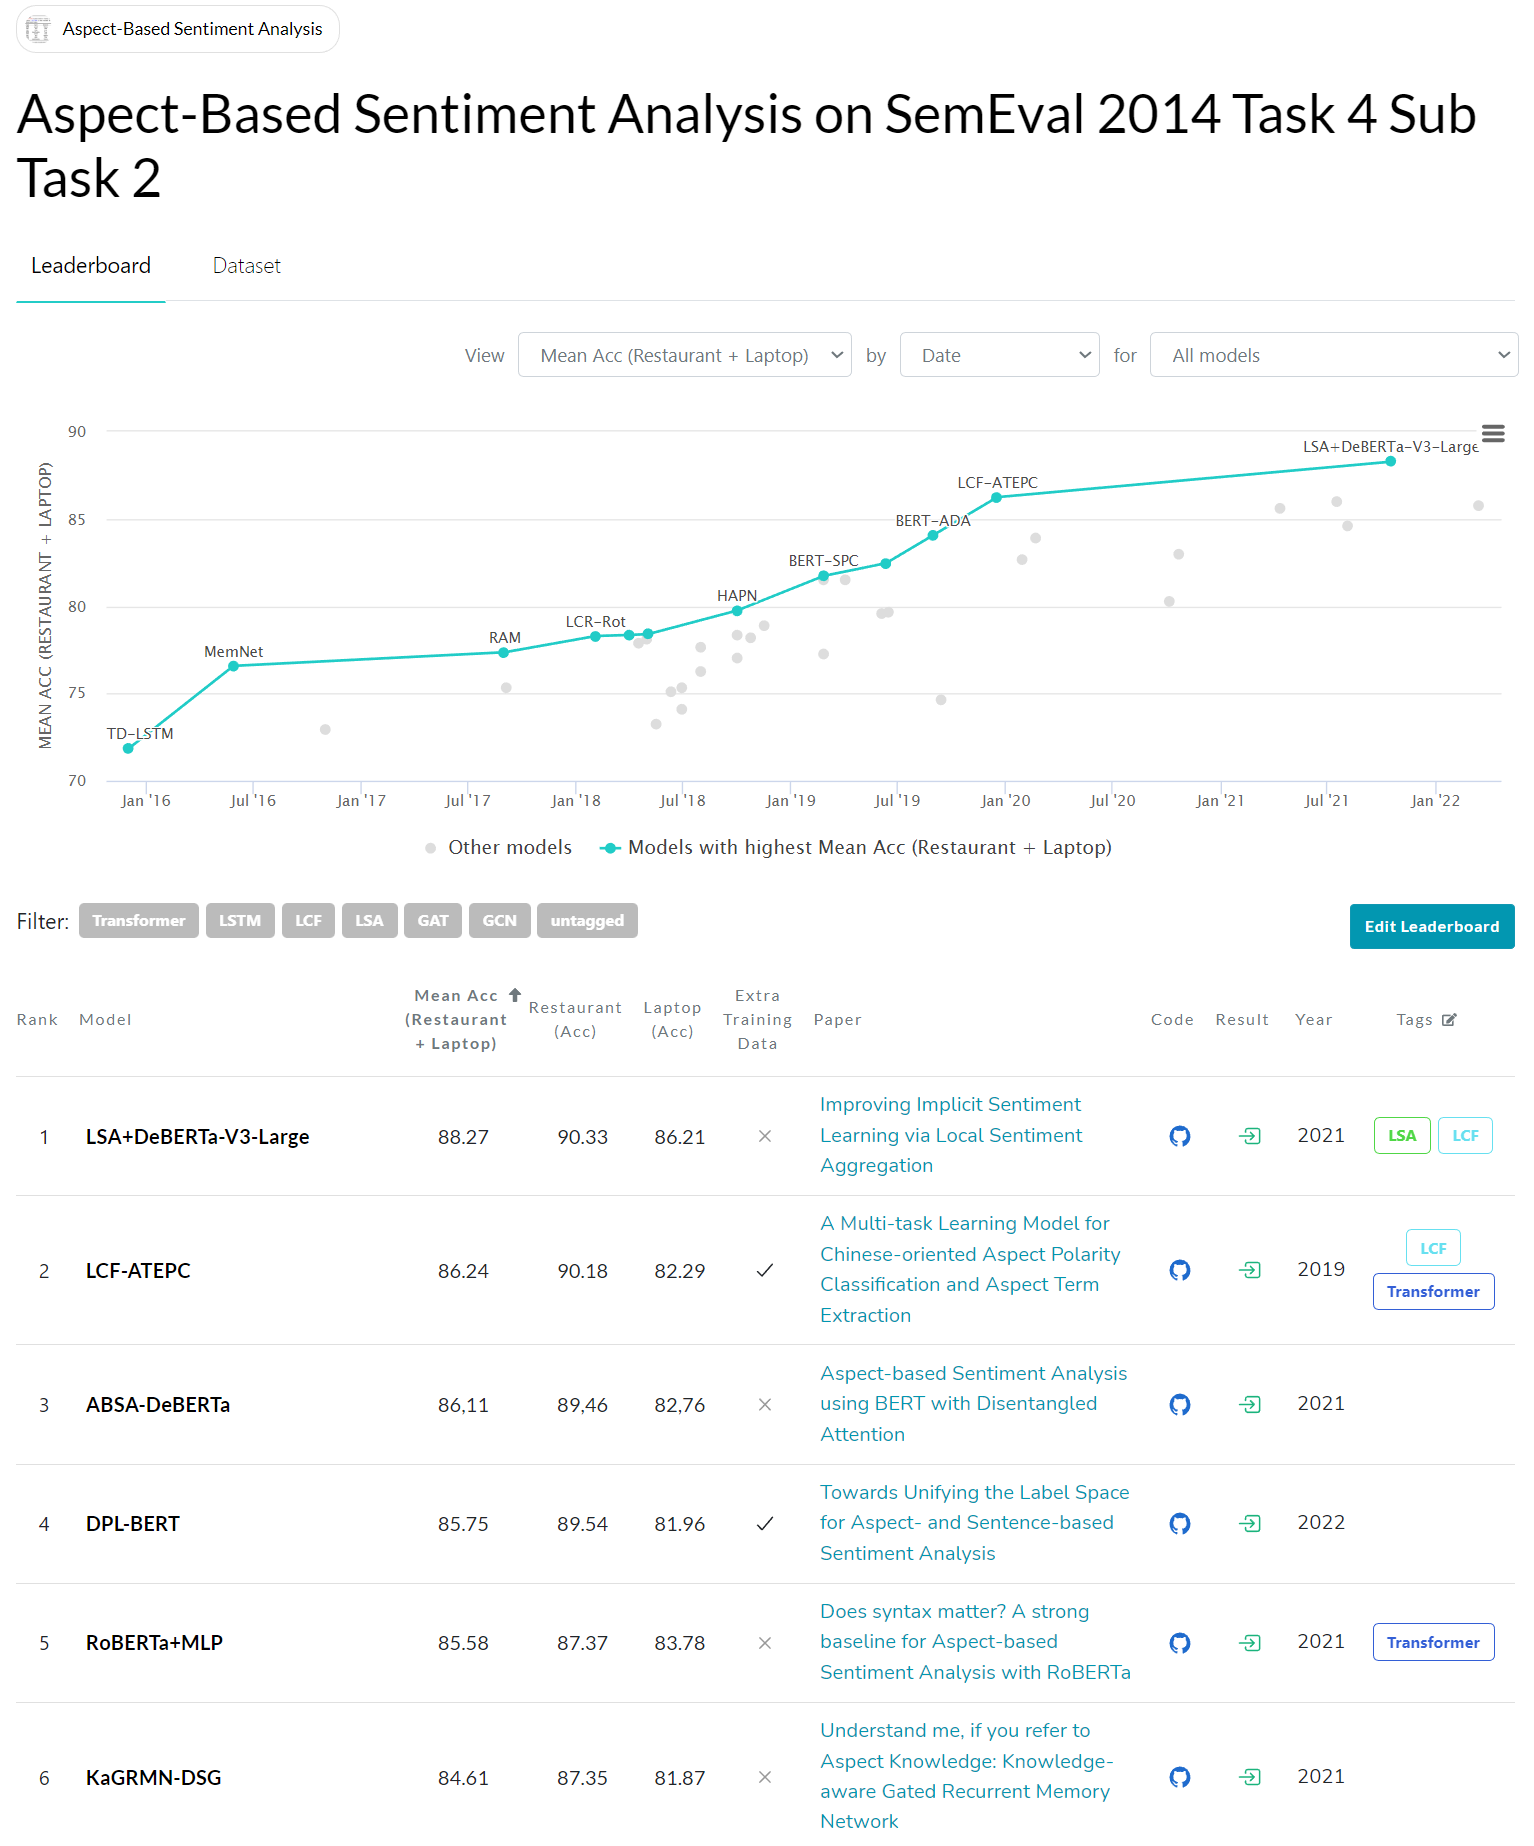 Aspect-Based Sentiment Analysis
Aspect-Based Sentiment Analysis on SemEval 2014 Task 4 Sub
Task 2
Leaderboard Dataset
View Mean Acc (Restaurant + Laptop) by Date for All models
MEAN ACC (RESTAURANT + LAPTOP)
90
85
80
75
70
TD-LSTM
MemNet
RAM
LCR-Rot
HAPN
BERT-SPC
BERT-ADA
LCF-ATEPC
LSA+DeBERTa-V3-Large
Jan '16 Jul '16 Jan '17 Jul '17 Jan '18 Jul '18 Jan '19 Jul '19 Jan '20 Jul '20 Jan '21 Jul '21 Jan '22
Other models Models with highest Mean Acc (Restaurant + Laptop)
Filter: Transformer LSTM LCF LSA GAT GCN untagged
Edit Leaderboard
Rank Model
Mean Acc
(Restaurant
+ Laptop)
Restaurant
(Acc)
Laptop
(Acc)
Extra
Training
Data
Paper Code Result Year Tags
1 LSA+DeBERTa-V3-Large 88.27 90.33 86.21
Improving Implicit Sentiment
Learning via Local Sentiment
Aggregation
2021 LSA LCF
2 LCF-ATEPC 86.24 90.18 82.29
A Multi-task Learning Model for
Chinese-oriented Aspect Polarity
Classification and Aspect Term
Extraction
2019 LCF
Transformer
3 ABSA-DeBERTa 86,11 89,46 82,76
Aspect-based Sentiment Analysis
using BERT with Disentangled
Attention
2021
4 DPL-BERT 85.75 89.54 81.96
Towards Unifying the Label Space
for Aspect- and Sentence-based
Sentiment Analysis
2022
5 RoBERTa+MLP 85.58 87.37 83.78
Does syntax matter? A strong
baseline for Aspect-based
Sentiment Analysis with RoBERTa
2021 Transformer
6 KaGRMN-DSG 84.61 87.35 81.87
Understand me, if you refer to
Aspect Knowledge: Knowledge-
aware Gated Recurrent Memory
Network
2021